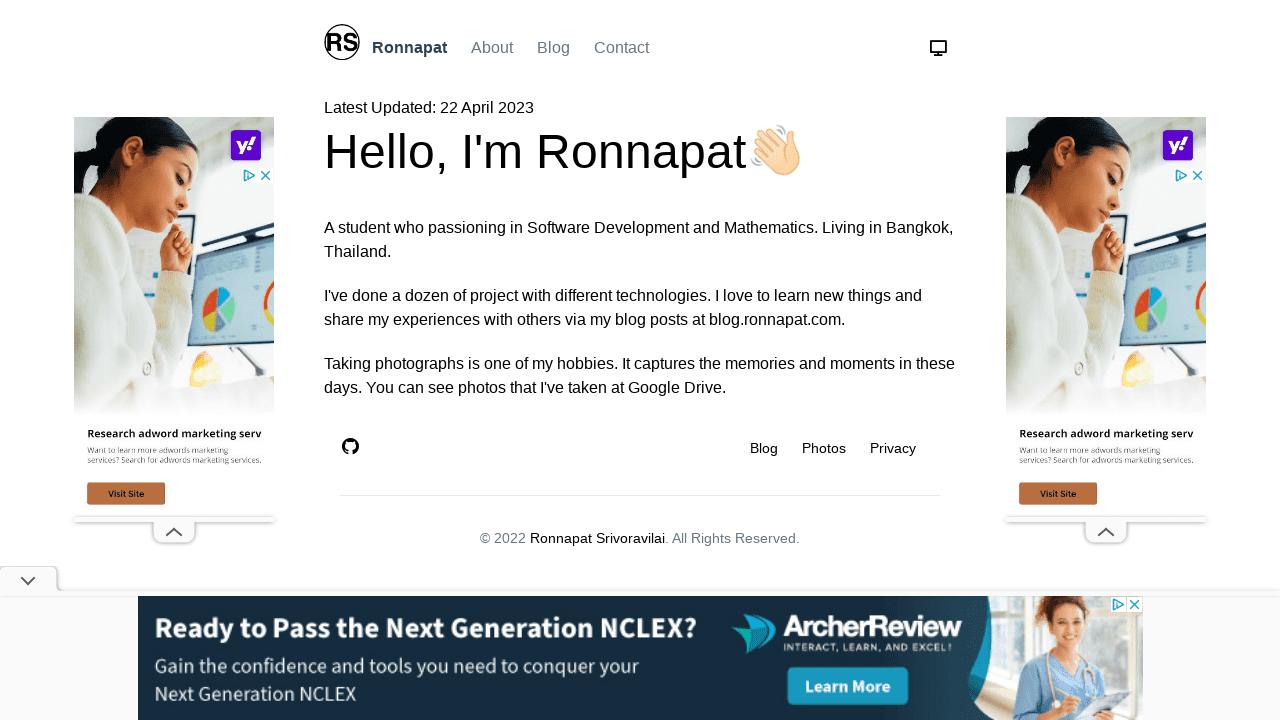 RS Ronnapat About Blog Contact
Latest Updated: 22 April 2023
Hello, I'm Ronnapat👋🏻
A student who passioning in Software Development and Mathematics. Living in Bangkok,
Thailand.
I've done a dozen of project with different technologies. I love to learn new things and
share my experiences with others via my blog posts at blog.ronnapat.com.
Taking photographs is one of my hobbies. It captures the memories and moments in these
days. You can see photos that I've taken at Google Drive.
Blog Photos Privacy
© 2022 Ronnapat Srivoravilai. All Rights Reserved.
y!
Research adword marketing serv
Want to learn more adwords marketing
services? Search for adwords marketing services.
Visit Site
y!
Research adword marketing serv
Want to learn more adwords marketing
services? Search for adwords marketing services.
Visit Site
Ready to Pass the Next Generation NCLEX?
Gain the confidence and tools you need to conquer your
Next Generation NCLEX
ArcherReview
INTERACT, LEARN, AND EXCEL!
Learn More